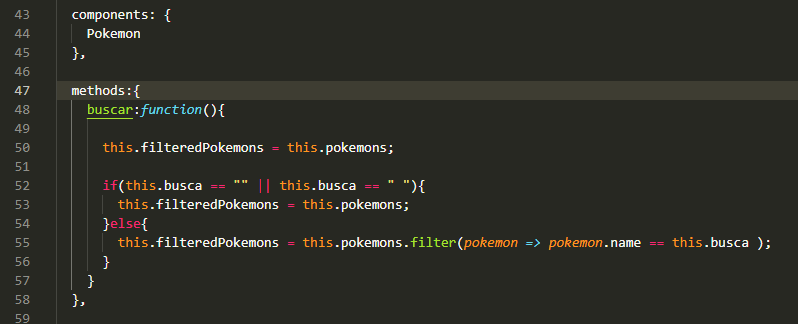 43 components: {
44 Pokemon
45 },
46
47 methods:{
48 buscar:function(){
49
50 this.filteredPokemons = this.pokemons;
51
52 if(this.busca == "" || this.busca == " "){
53 this.filteredPokemons = this.pokemons;
54 }else{
55 this.filteredPokemons = this.pokemons.filter(pokemon => pokemon.name == this.busca );
56 }
57 }
58 },
59